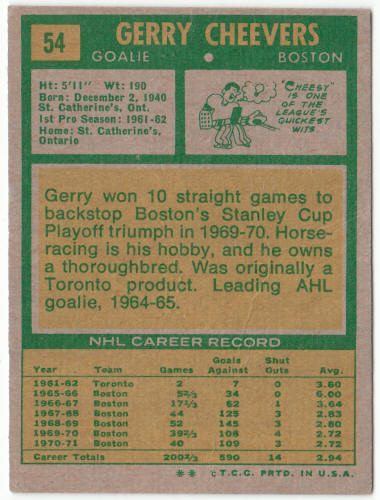 54
GERRY CHEEVERS
GOALIE BOSTON
Ht: 5'11" Wt: 190
Born: December 2, 1940
St. Catherine's, Ont.
1st Pro Season: 1961-62
Home: St. Catherine's,
Ontario
"CHEESY"
IS ONE
OF THE
LEAGUE'S
QUICKEST
WITS.
Gerry won 10 straight games to
backstop Boston's Stanley Cup
Playoff triumph in 1969-70. Horse-
racing is his hobby, and he owns
a thoroughbred. Was originally a
Toronto product. Leading AHL
goalie, 1964-65.
NHL CAREER RECORD
Goals Shut
Year Team Games Against Outs Avg.
1961-62 Toronto 2 7 0 3.50
1965-66 Boston 5⅔ 34 0 6.00
1966-67 Boston 17⅓ 62 1 3.64
1967-68 Boston 44 125 3 2.83
1968-69 Boston 52 145 3 2.80
1969-70 Boston 39⅔ 108 4 2.72
1970-71 Boston 40 109 3 2.72
Career Totals 200⅔ 590 14 2.94
** © T.C.G. PRTD. IN U.S.A.